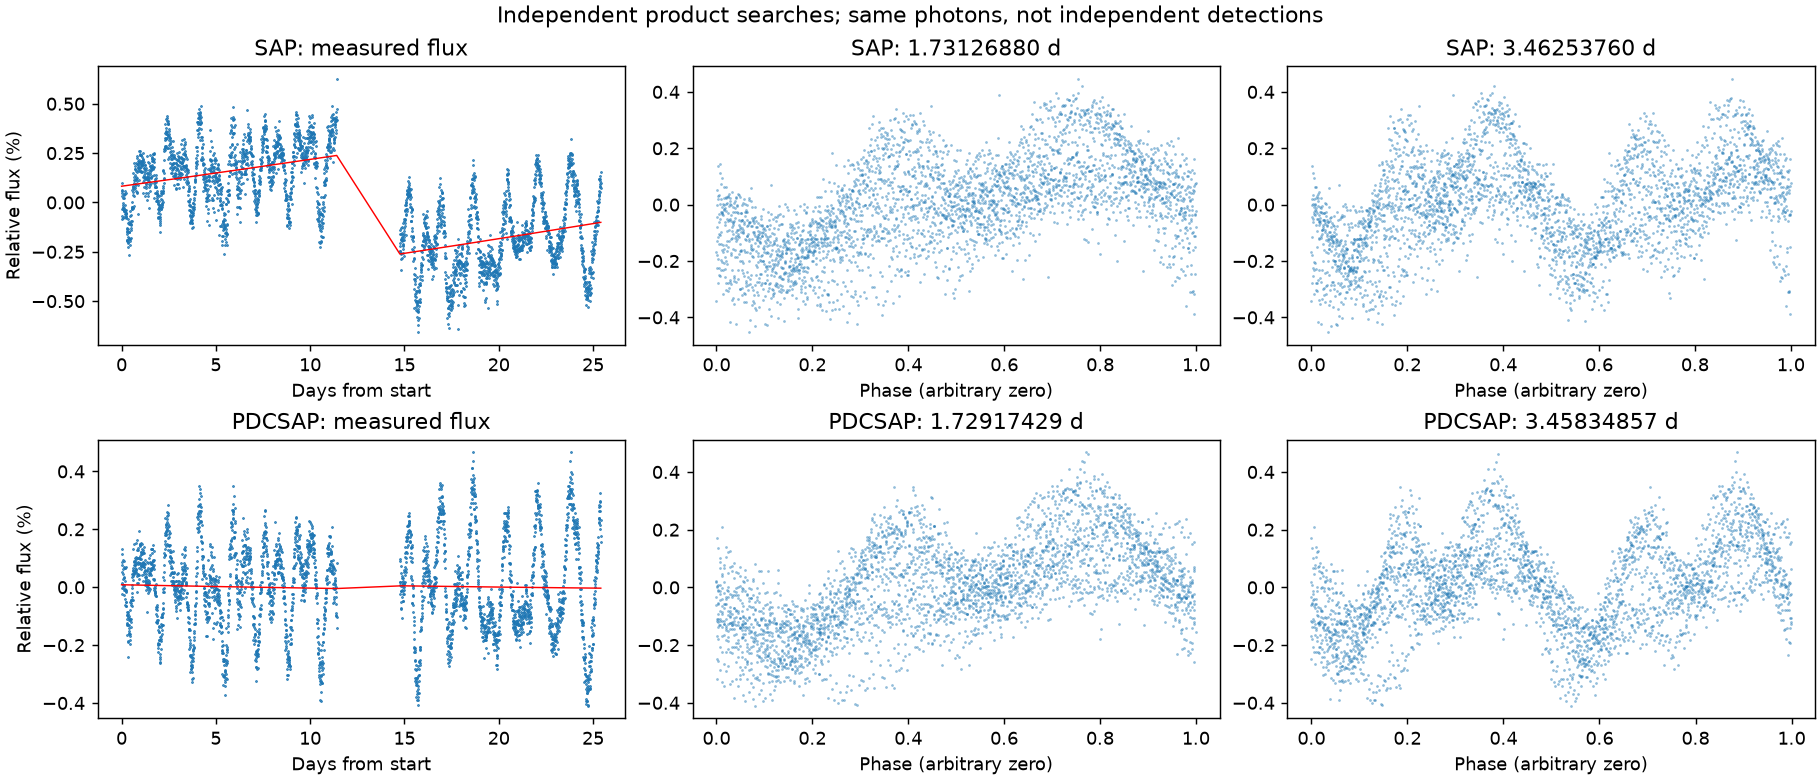 Independent product searches; same photons, not independent detections
SAP: measured flux
SAP: 1.73126880 d
SAP: 3.46253760 d
Relative flux (%)
0.50
0.25
0.00
−0.25
−0.50
0 5 10 15 20 25
Days from start
0.4
0.2
0.0
−0.2
−0.4
0.0 0.2 0.4 0.6 0.8 1.0
Phase (arbitrary zero)
0.4
0.2
0.0
−0.2
−0.4
0.0 0.2 0.4 0.6 0.8 1.0
Phase (arbitrary zero)
PDCSAP: measured flux
PDCSAP: 1.72917429 d
PDCSAP: 3.45834857 d
Relative flux (%)
0.4
0.2
0.0
−0.2
−0.4
0 5 10 15 20 25
Days from start
0.4
0.2
0.0
−0.2
−0.4
0.0 0.2 0.4 0.6 0.8 1.0
Phase (arbitrary zero)
0.4
0.2
0.0
−0.2
−0.4
0.0 0.2 0.4 0.6 0.8 1.0
Phase (arbitrary zero)